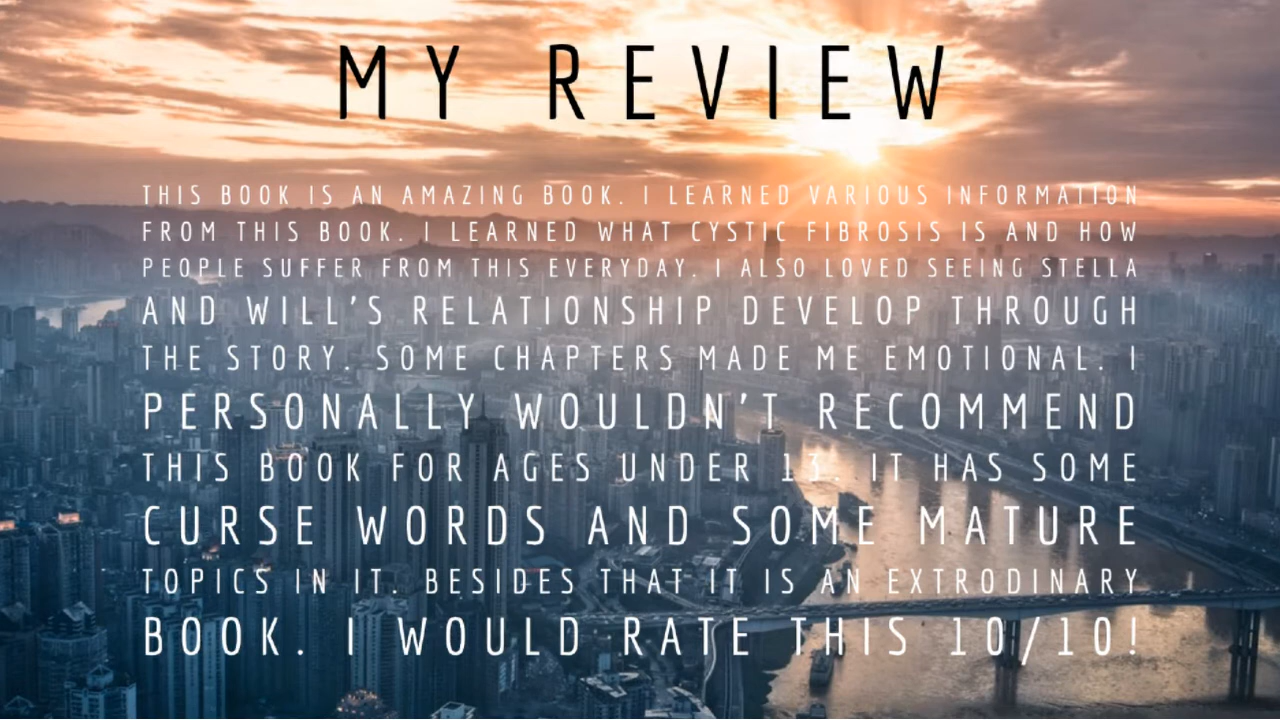 MY REVIEW
THIS BOOK IS AN AMAZING BOOK. I LEARNED VARIOUS INFORMATION
FROM THIS BOOK. I LEARNED WHAT CYSTIC FIBROSIS IS AND HOW
PEOPLE SUFFER FROM THIS EVERYDAY. I ALSO LOVED SEEING STELLA
AND WILL'S RELATIONSHIP DEVELOP THROUGH
THE STORY. SOME CHAPTERS MADE ME EMOTIONAL. I
PERSONALLY WOULDN'T RECOMMEND
THIS BOOK FOR AGES UNDER 13. IT HAS SOME
CURSE WORDS AND SOME MATURE
TOPICS IN IT. BESIDES THAT IT IS AN EXTRODINARY
BOOK. I WOULD RATE THIS 10/10!